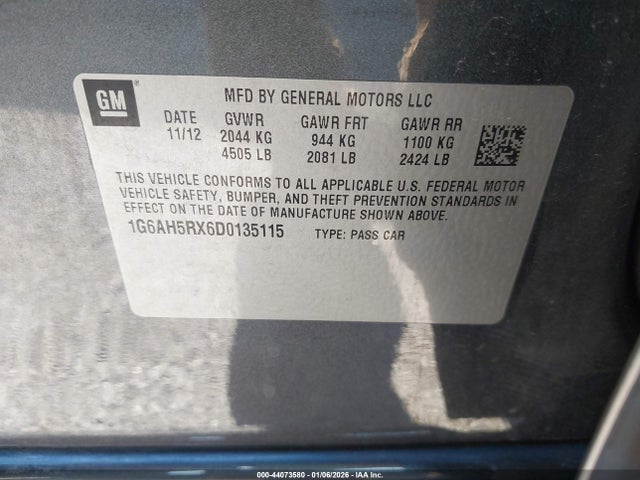 GM
MFD BY GENERAL MOTORS LLC
DATE GVWR GAWR FRT GAWR RR
11/12 2044 KG 944 KG 1100 KG
4505 LB 2081 LB 2424 LB
THIS VEHICLE CONFORMS TO ALL APPLICABLE U.S. FEDERAL MOTOR
VEHICLE SAFETY, BUMPER, AND THEFT PREVENTION STANDARDS IN
EFFECT ON THE DATE OF MANUFACTURE SHOWN ABOVE.
1G6AH5RX6D0135115 TYPE: PASS CAR
000-44073580 - 01/06/2026 - IAAI Inc.